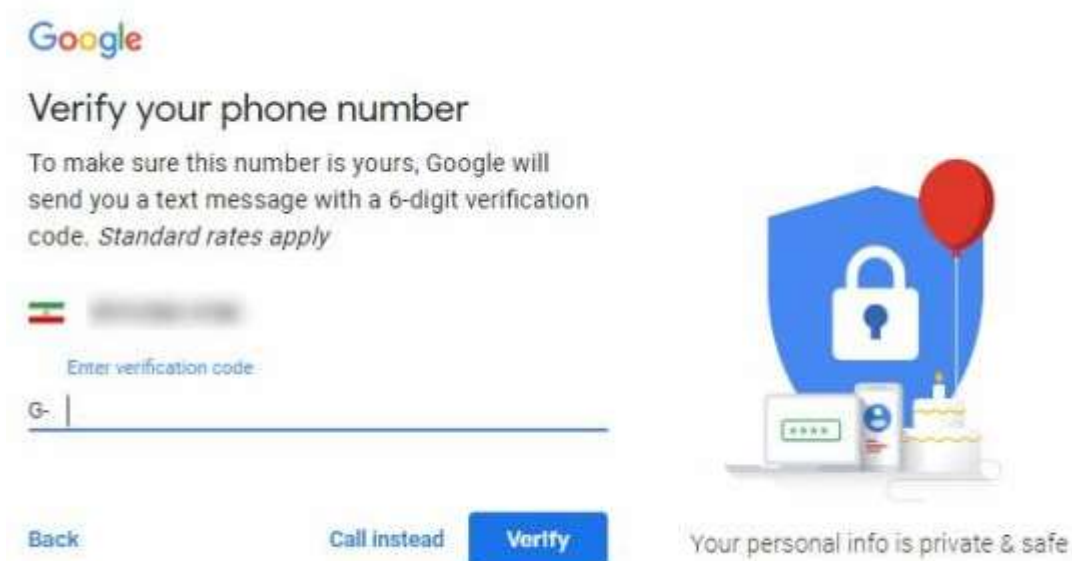 Google
Verify your phone number
To make sure this number is yours, Google will
send you a text message with a 6-digit verification
code. Standard rates apply
Enter verification code
G-
Back
Call instead
Verify
Your personal info is private & safe